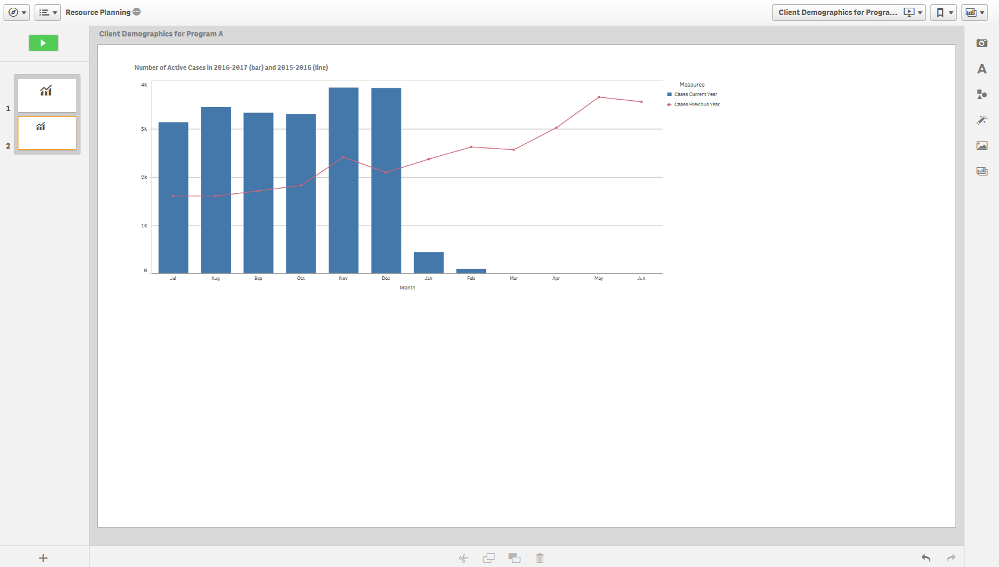 Resource Planning
Client Demographics for Progra...
Client Demographics for Program A
1
2
Number of Active Cases in 2016-2017 (bar) and 2015-2016 (line)
4k
3k
2k
1k
0
Jul Aug Sep Oct Nov Dec Jan Feb Mar Apr May Jun
Month
Measures
Cases Current Year
Cases Previous Year
A